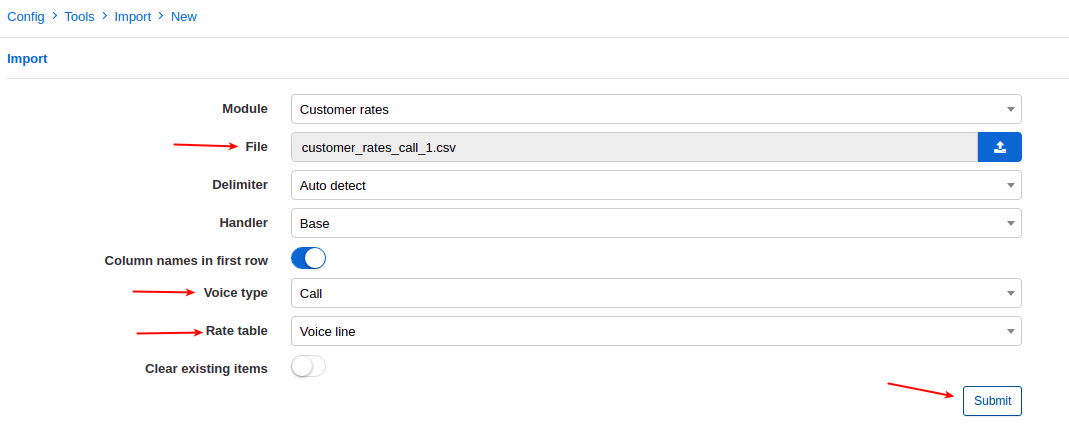 Config > Tools > Import > New
Import
Module Customer rates
File customer_rates_call_1.csv
Delimiter Auto detect
Handler Base
Column names in first row
Voice type Call
Rate table Voice line
Clear existing items
Submit